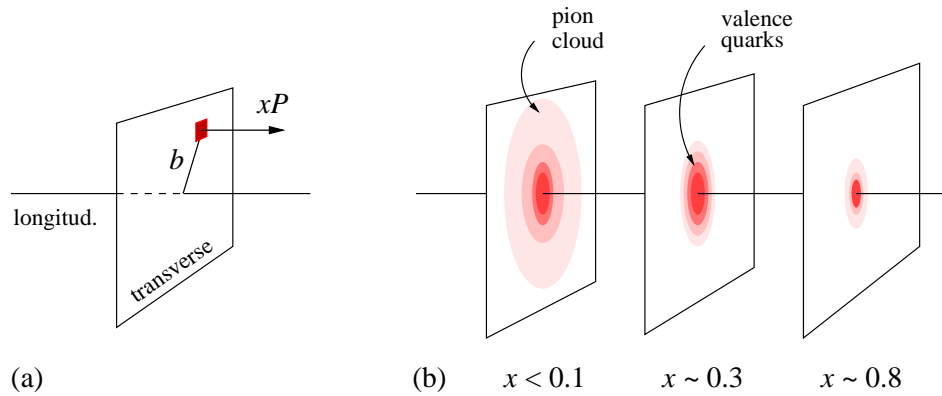 xP
b
longitud.
transverse
(a)
pion
cloud
valence
quarks
(b)
x < 0.1
x ~ 0.3
x ~ 0.8